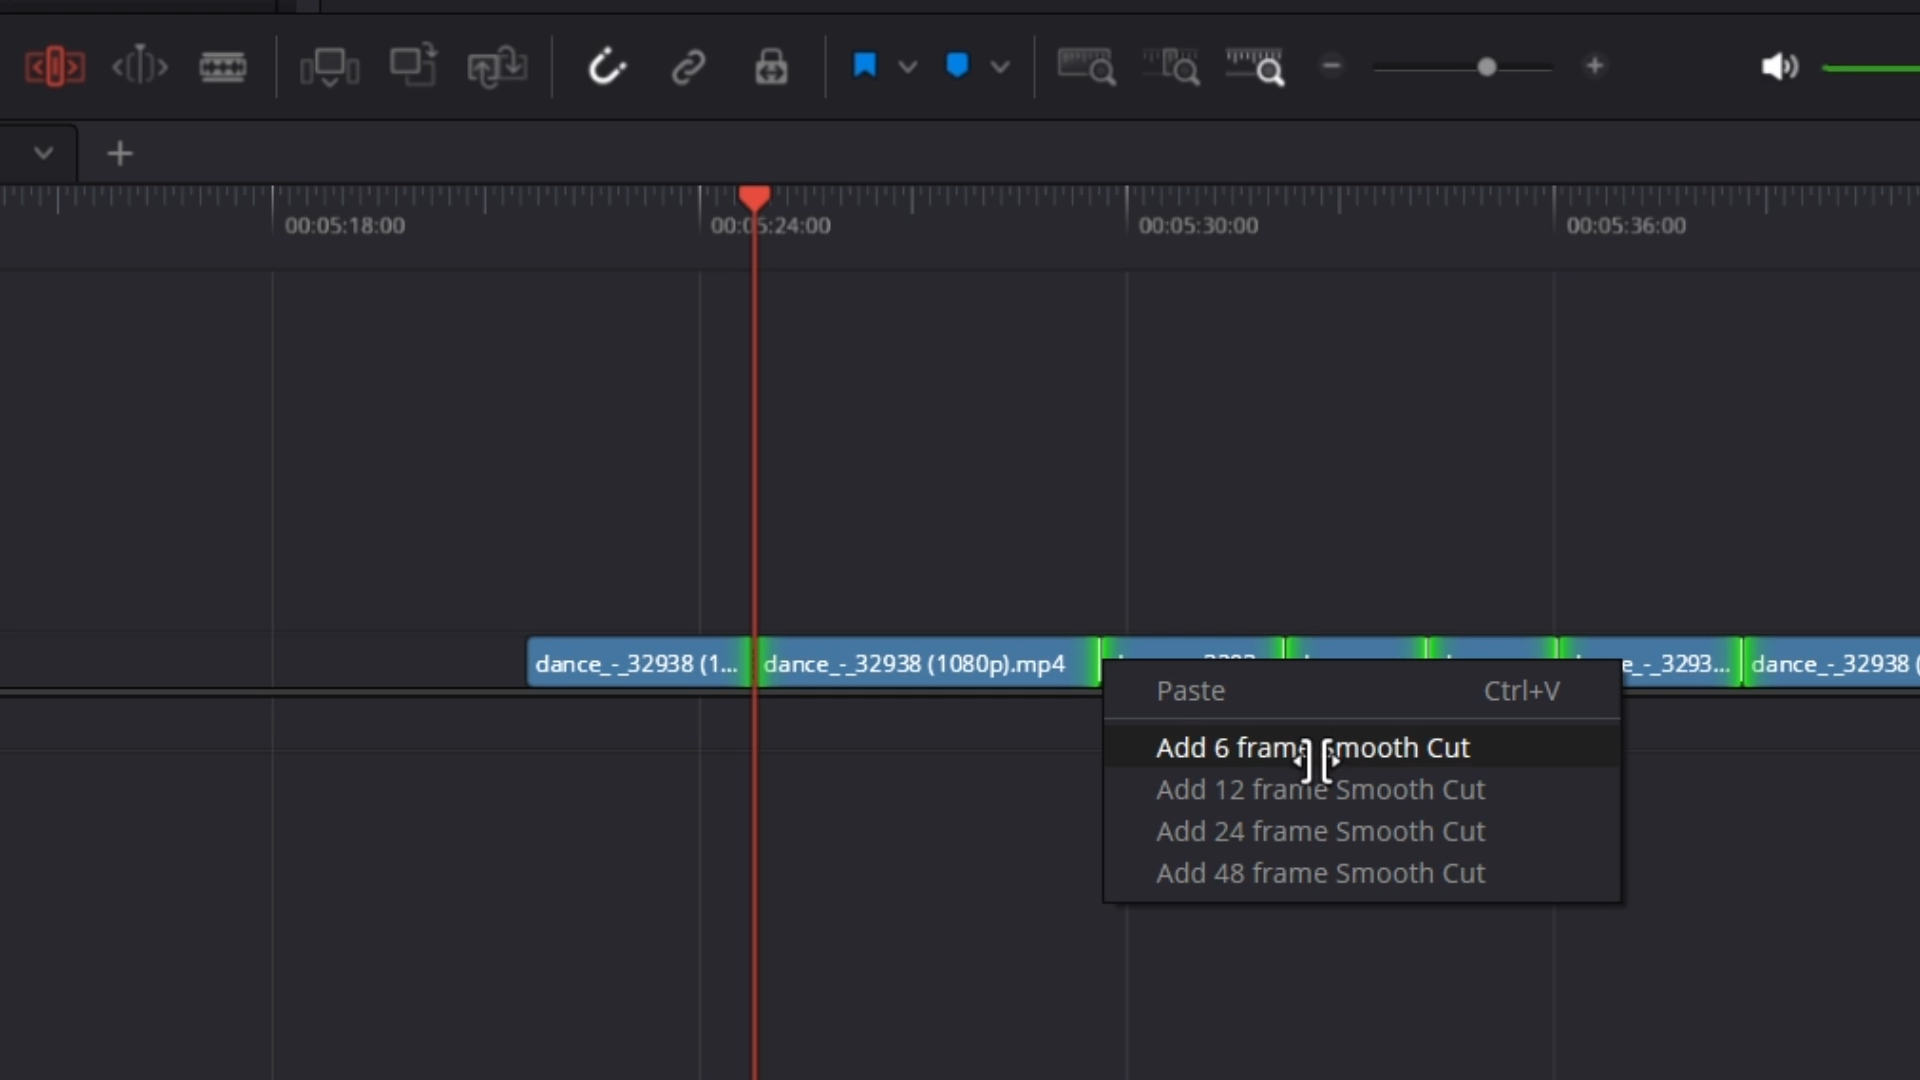 00:05:18:00
00:05:24:00
00:05:30:00
00:05:36:00
dance_-_32938 (1...
dance_-_32938 (1080p).mp4
e_-_3293...
dance_-_32938 (
Paste Ctrl+V
Add 6 frame Smooth Cut
Add 12 frame Smooth Cut
Add 24 frame Smooth Cut
Add 48 frame Smooth Cut